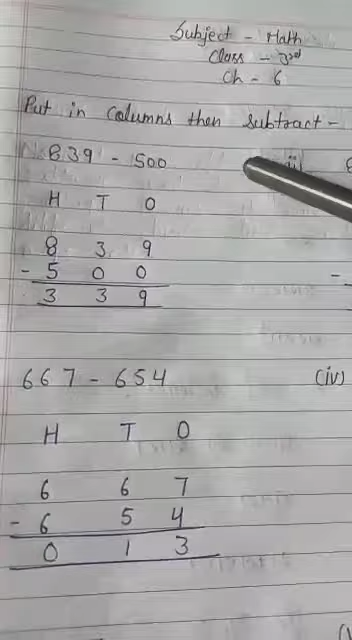 Subject - Math
Class - 3rd
Ch - 6
Put in columns then subtract -
839 - 500
H T O
8 3 9
- 5 0 0
3 3 9
667 - 654 (iv)
H T O
6 6 7
- 6 5 4
0 1 3